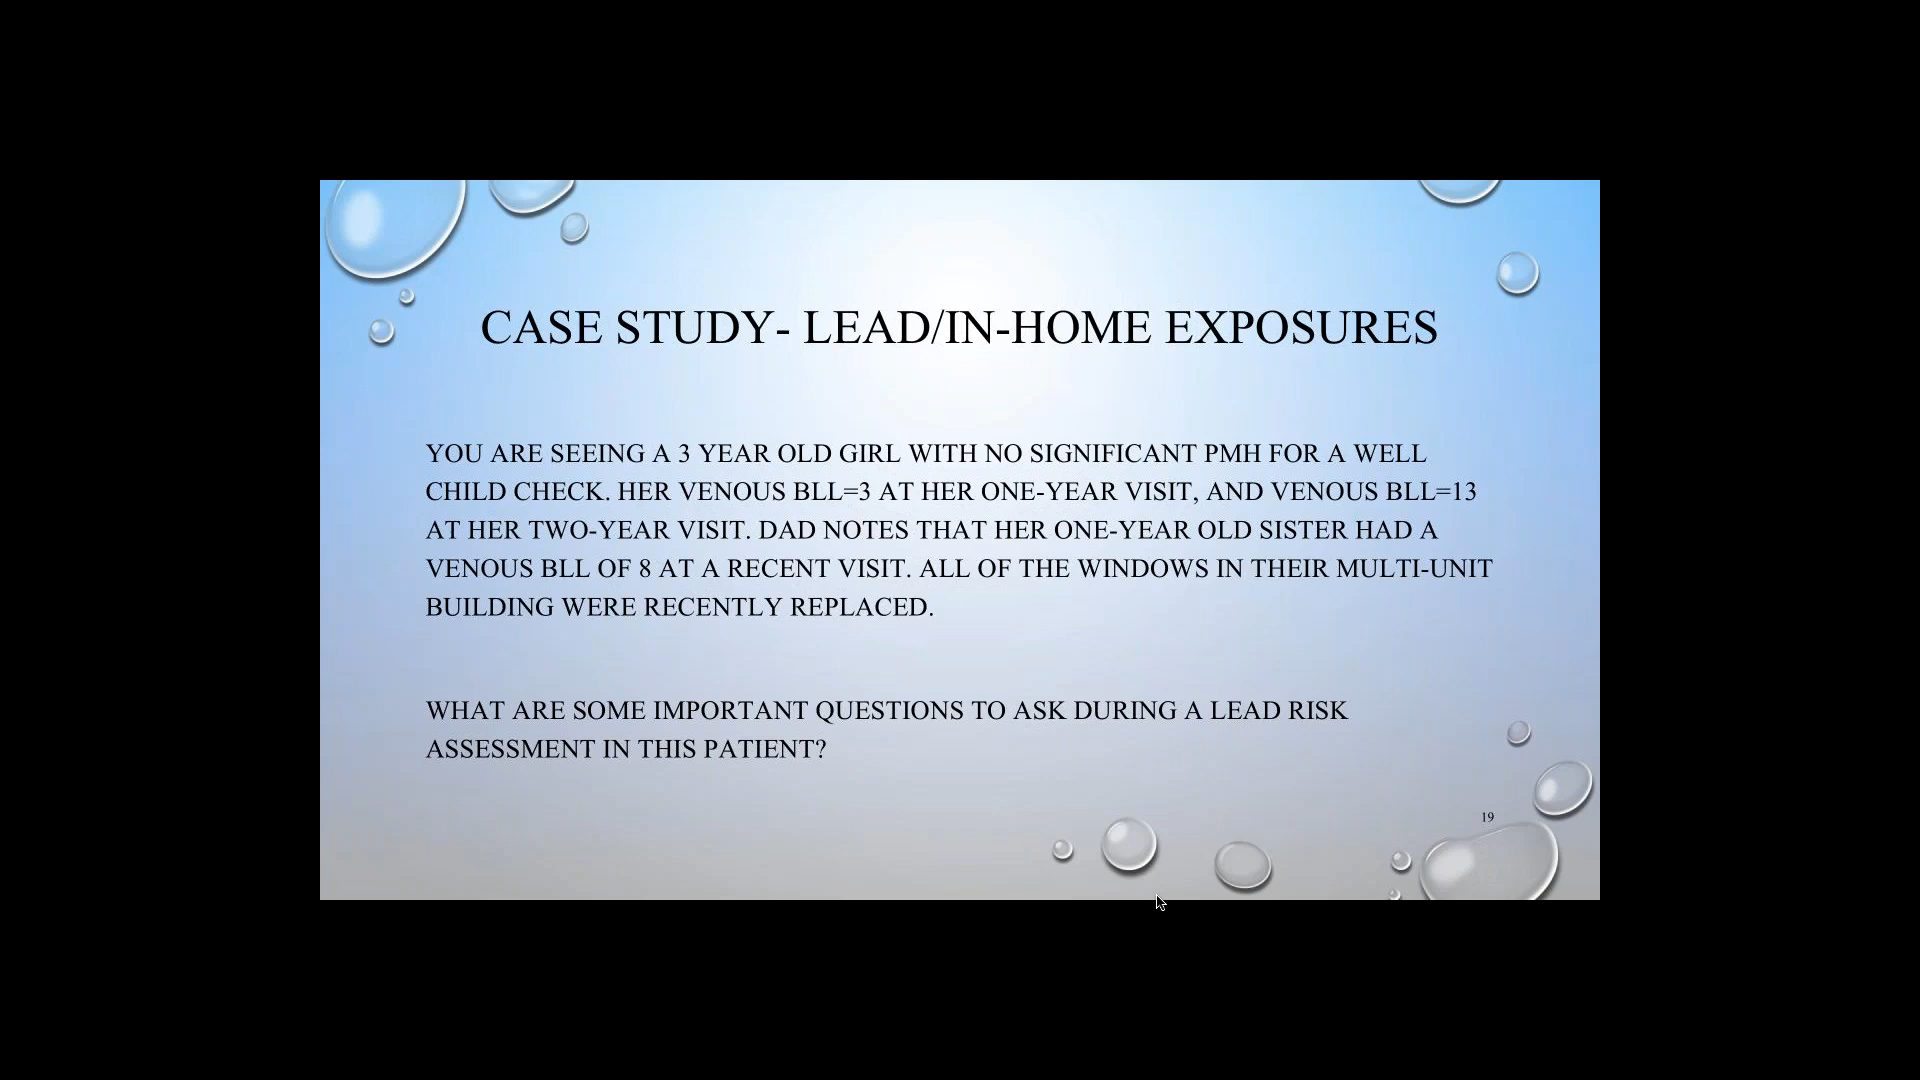 CASE STUDY- LEAD/IN-HOME EXPOSURES
YOU ARE SEEING A 3 YEAR OLD GIRL WITH NO SIGNIFICANT PMH FOR A WELL
CHILD CHECK. HER VENOUS BLL=3 AT HER ONE-YEAR VISIT, AND VENOUS BLL=13
AT HER TWO-YEAR VISIT. DAD NOTES THAT HER ONE-YEAR OLD SISTER HAD A
VENOUS BLL OF 8 AT A RECENT VISIT. ALL OF THE WINDOWS IN THEIR MULTI-UNIT
BUILDING WERE RECENTLY REPLACED.
WHAT ARE SOME IMPORTANT QUESTIONS TO ASK DURING A LEAD RISK
ASSESSMENT IN THIS PATIENT?
19